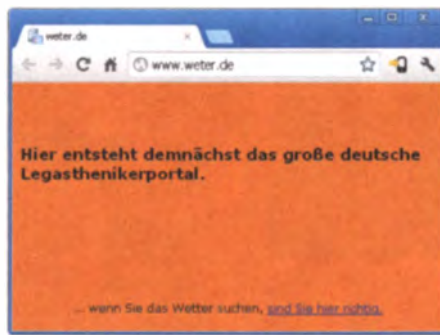 weter.de
www.weter.de
Hier entsteht demnächst das große deutsche
Legasthenikerportal.
... wenn Sie das Wetter suchen, sind Sie hier richtig.